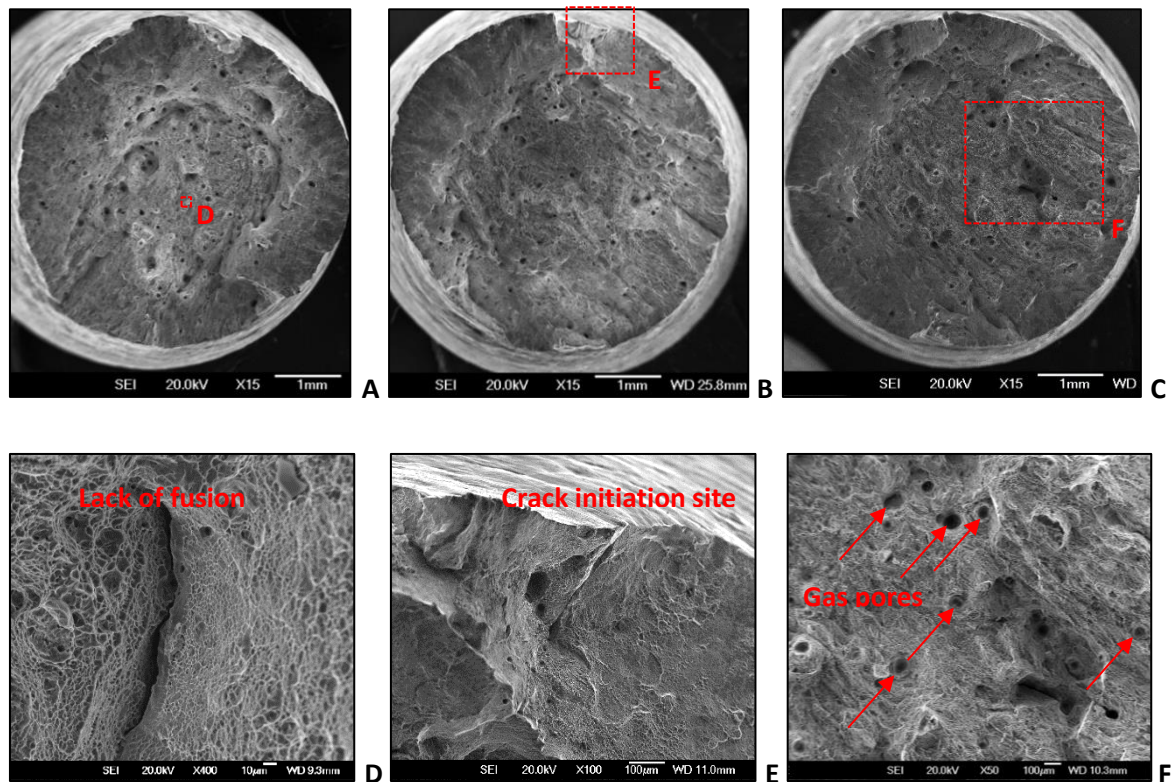 D
SEI 20.0kV X15 1mm
A
E
SEI 20.0kV X15 1mm WD 25.8mm
B
F
SEI 20.0kV X15 1mm WD
C
Lack of fusion
SEI 20.0kV X400 10μm WD 9.3mm
D
Crack initiation site
SEI 20.0kV X100 100μm WD 11.0mm
E
Gas pores
SEI 20.0kV X50 100μm WD 10.3mm
F